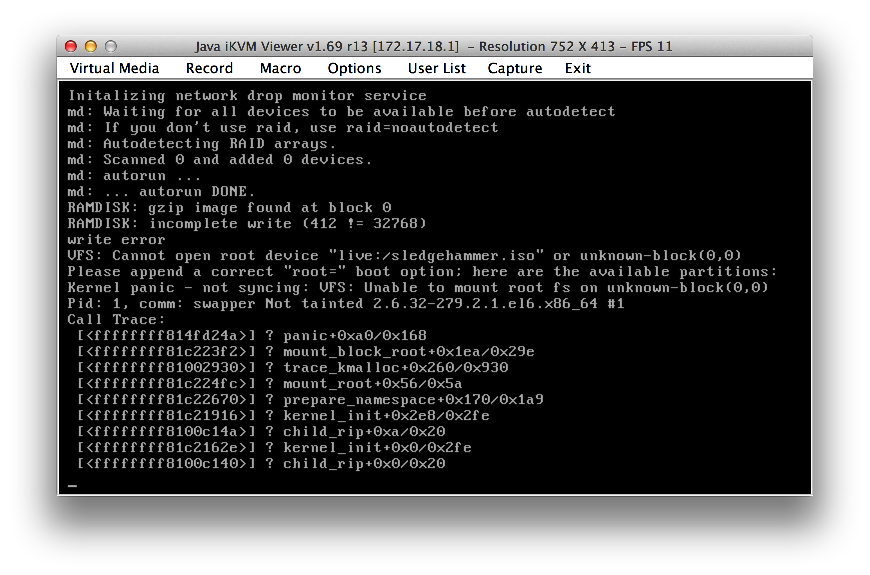 Java iKVM Viewer v1.69 r13 [172.17.18.1] - Resolution 752 X 413 - FPS 11
Virtual Media Record Macro Options User List Capture Exit
Initalizing network drop monitor service
md: Waiting for all devices to be available before autodetect
md: If you don't use raid, use raid=noautodetect
md: Autodetecting RAID arrays.
md: Scanned 0 and added 0 devices.
md: autorun ...
md: ... autorun DONE.
RAMDISK: gzip image found at block 0
RAMDISK: incomplete write (412 != 32768)
write error
VFS: Cannot open root device "live:/sledgehammer.iso" or unknown-block(0,0)
Please append a correct "root=" boot option; here are the available partitions:
Kernel panic - not syncing: VFS: Unable to mount root fs on unknown-block(0,0)
Pid: 1, comm: swapper Not tainted 2.6.32-279.2.1.el6.x86_64 #1
Call Trace:
[<ffffffff814fd24a>] ? panic+0xa0/0x168
[<ffffffff81c223f2>] ? mount_block_root+0x1ea/0x29e
[<ffffffff81002930>] ? trace_kmalloc+0x260/0x930
[<ffffffff81c224fc>] ? mount_root+0x56/0x5a
[<ffffffff81c22670>] ? prepare_namespace+0x170/0x1a9
[<ffffffff81c21916>] ? kernel_init+0x2e8/0x2fe
[<ffffffff8100c14a>] ? child_rip+0xa/0x20
[<ffffffff81c2162e>] ? kernel_init+0x0/0x2fe
[<ffffffff8100c140>] ? child_rip+0x0/0x20
_